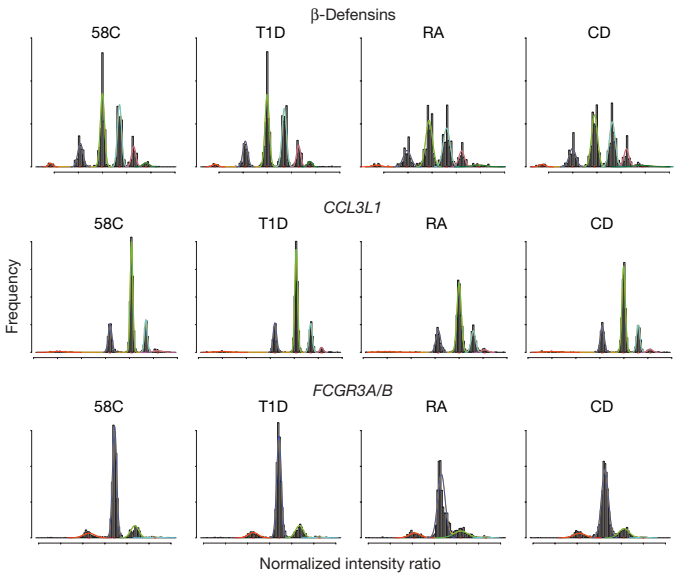 β-Defensins
58C T1D RA CD
CCL3L1
58C T1D RA CD
Frequency
FCGR3A/B
58C T1D RA CD
Normalized intensity ratio